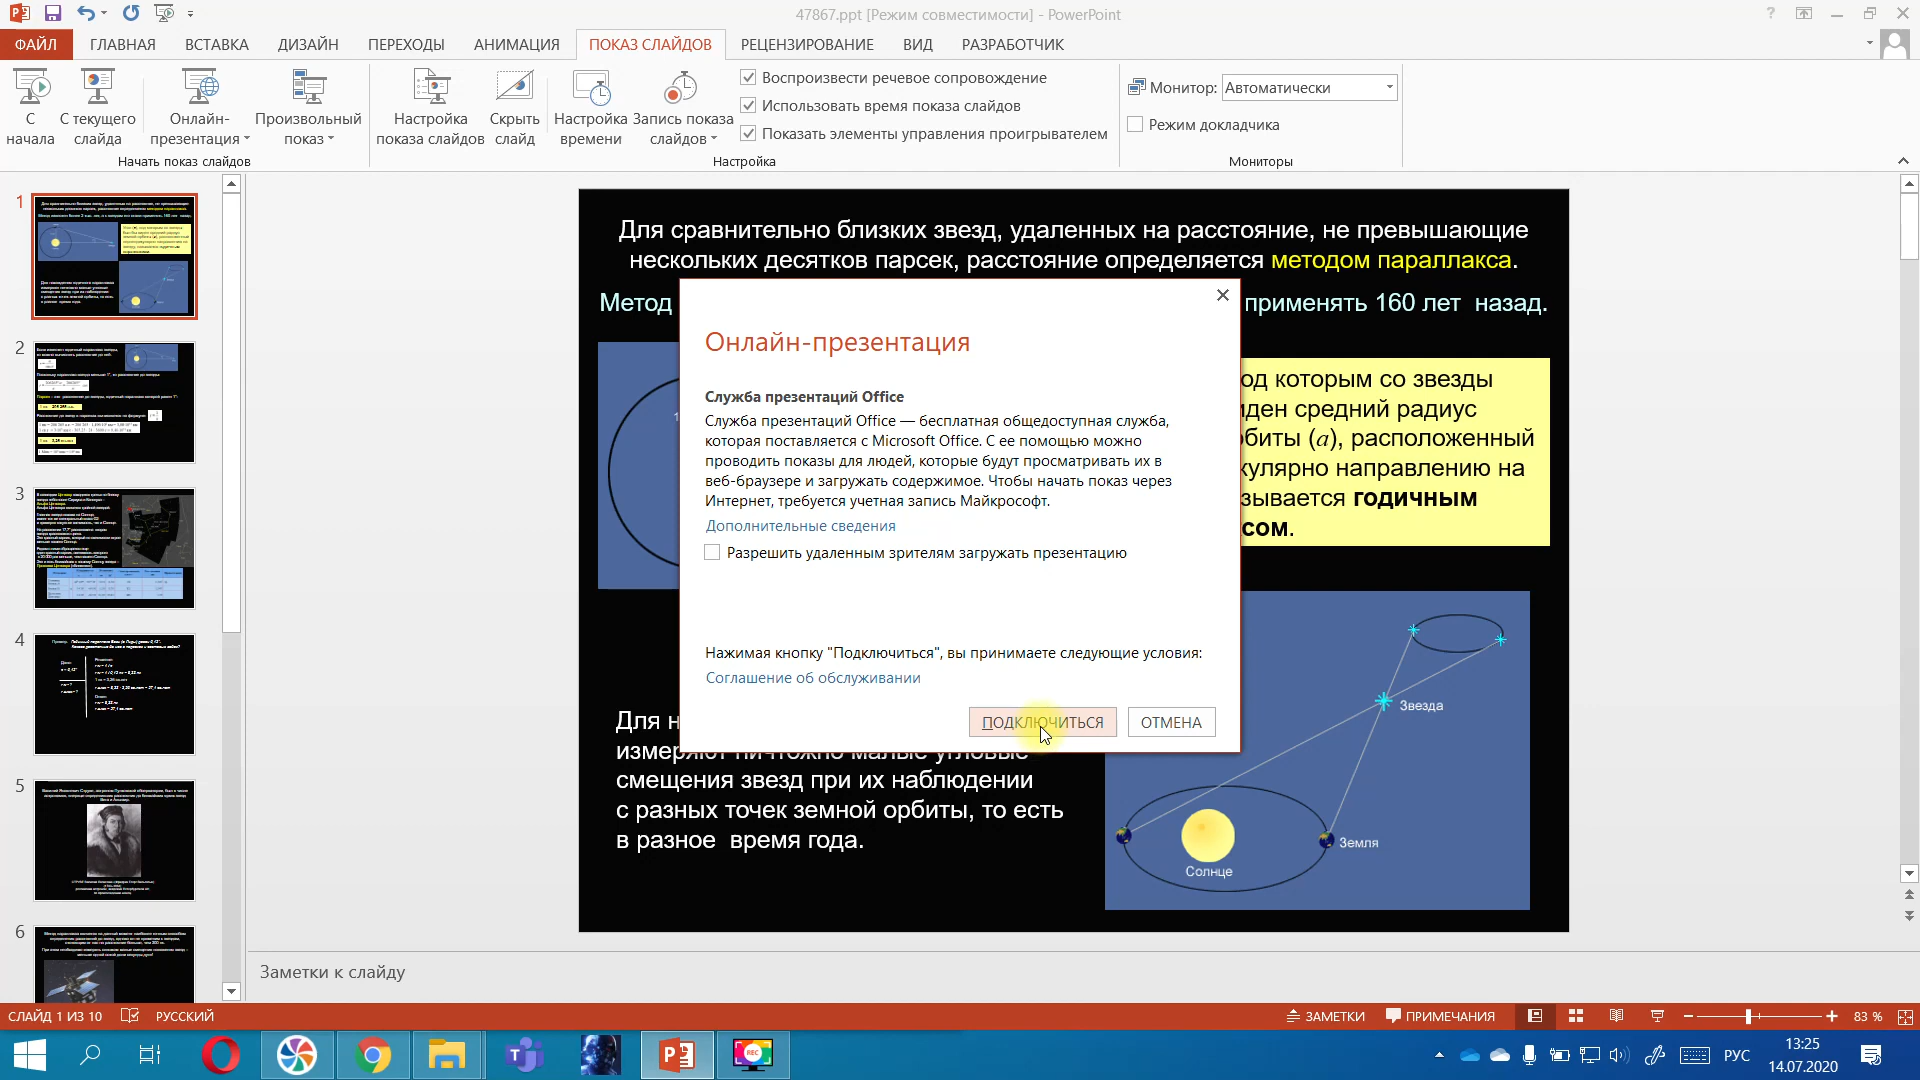 47867.ppt [Режим совместимости] - PowerPoint
?
ФАЙЛ ГЛАВНАЯ ВСТАВКА ДИЗАЙН ПЕРЕХОДЫ АНИМАЦИЯ ПОКАЗ СЛАЙДОВ РЕЦЕНЗИРОВАНИЕ ВИД РАЗРАБОТЧИК
С начала
С текущего слайда
Онлайн-презентация
Произвольный показ
Начать показ слайдов
Настройка показа слайдов
Скрыть слайд
Настройка времени
Запись показа слайдов
Воспроизвести речевое сопровождение
Использовать время показа слайдов
Показать элементы управления проигрывателем
Настройка
Монитор: Автоматически
Режим докладчика
Мониторы
1
2
3
4
5
6
Для сравнительно близких звезд, удаленных на расстояние, не превышающие
нескольких десятков парсек, расстояние определяется методом параллакса.
Метод
применять 160 лет назад.
од которым со звезды
иден средний радиус
биты (a), расположенный
кулярно направлению на
зывается годичным
сом.
Для н
смещения звезд при их наблюдении
с разных точек земной орбиты, то есть
в разное время года.
Звезда
Земля
Солнце
Онлайн-презентация
Служба презентаций Office
Служба презентаций Office — бесплатная общедоступная служба,
которая поставляется с Microsoft Office. С ее помощью можно
проводить показы для людей, которые будут просматривать их в
веб-браузере и загружать содержимое. Чтобы начать показ через
Интернет, требуется учетная запись Майкрософт.
Дополнительные сведения
Разрешить удаленным зрителям загружать презентацию
Нажимая кнопку "Подключиться", вы принимаете следующие условия:
Соглашение об обслуживании
ПОДКЛЮЧИТЬСЯ ОТМЕНА
Заметки к слайду
СЛАЙД 1 ИЗ 10 РУССКИЙ ЗАМЕТКИ ПРИМЕЧАНИЯ 83 %
REC
РУС
13:25
14.07.2020